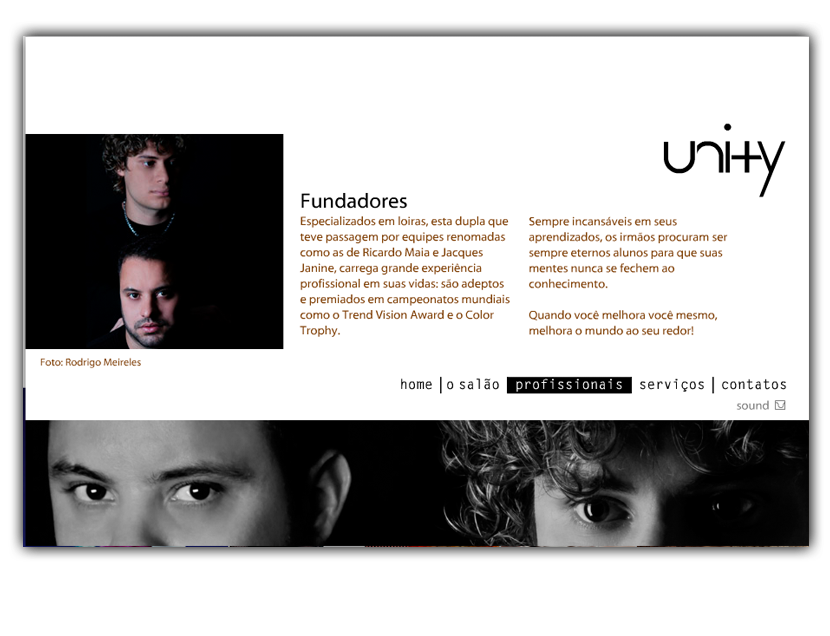 unity
Fundadores
Especializados em loiras, esta dupla que
teve passagem por equipes renomadas
como as de Ricardo Maia e Jacques
Janine, carrega grande experiência
profissional em suas vidas: são adeptos
e premiados em campeonatos mundiais
como o Trend Vision Award e o Color
Trophy.
Sempre incansáveis em seus
aprendizados, os irmãos procuram ser
sempre eternos alunos para que suas
mentes nunca se fechem ao
conhecimento.
Quando você melhora você mesmo,
melhora o mundo ao seu redor!
Foto: Rodrigo Meireles
home | o salão profissionais serviços | contatos
sound